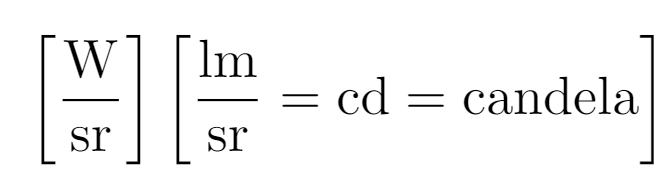 [W/sr] [lm/sr = cd = candela]